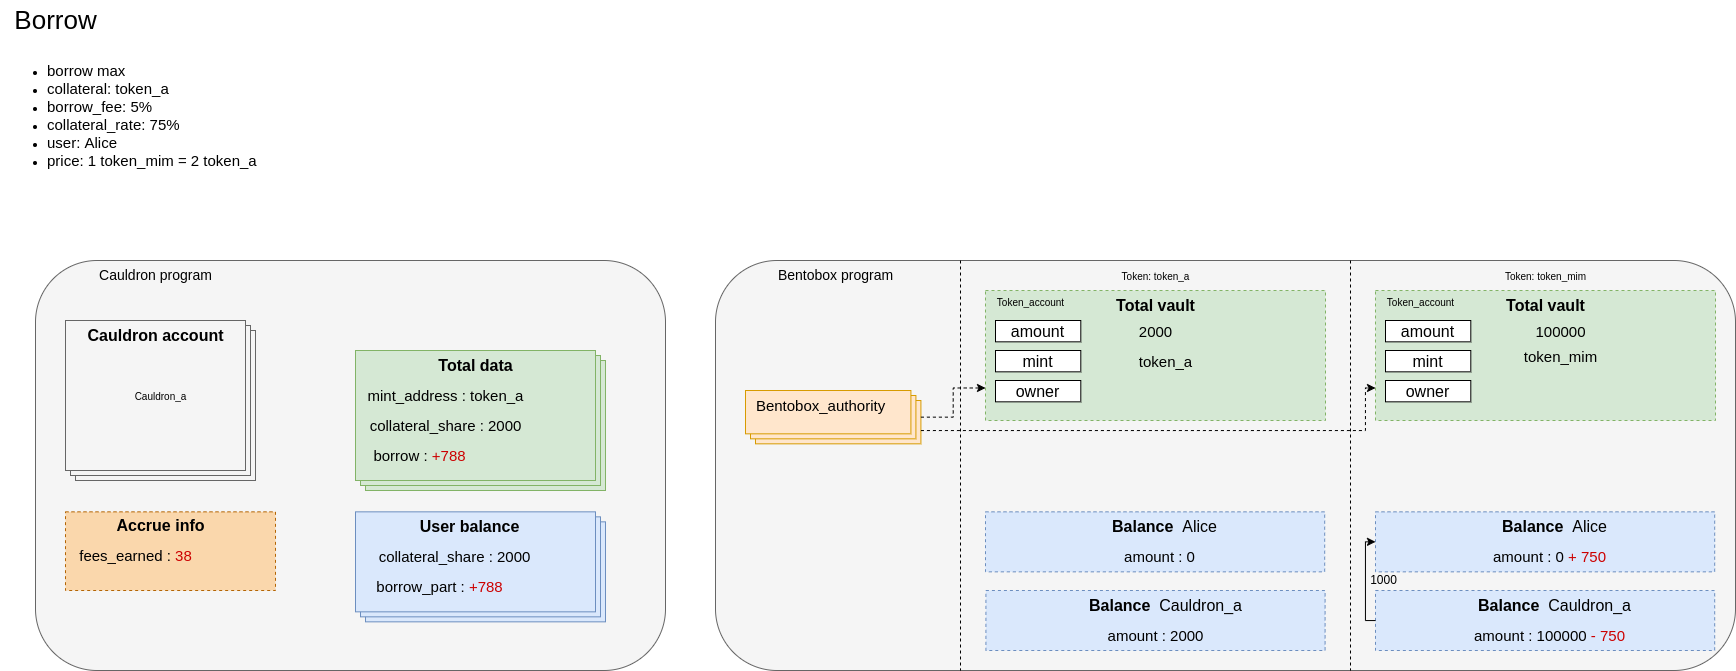 Borrow
borrow max
collateral: token_a
borrow_fee: 5%
collateral_rate: 75%
user: Alice
price: 1 token_mim = 2 token_a
Cauldron program
Cauldron account
Cauldron_a
Total data
mint_address : token_a
collateral_share : 2000
borrow : +788
Accrue info
fees_earned : 38
User balance
collateral_share : 2000
borrow_part : +788
Bentobox program
Bentobox_authority
Token: token_a
Token_account
Total vault
amount 2000
mint token_a
owner
Balance Alice
amount : 0
Balance Cauldron_a
amount : 2000
Token: token_mim
Token_account
Total vault
amount 100000
mint token_mim
owner
Balance Alice
amount : 0 + 750
1000
Balance Cauldron_a
amount : 100000 - 750